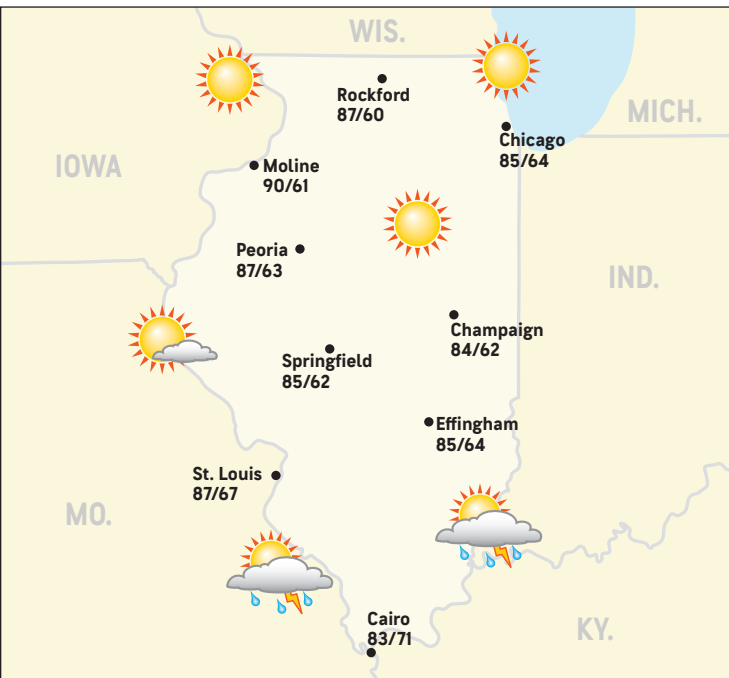 WIS.
Rockford
87/60
MICH.
Chicago
85/64
IOWA
Moline
90/61
Peoria
87/63
IND.
Champaign
84/62
Springfield
85/62
Effingham
85/64
St. Louis
87/67
MO.
Cairo
83/71
KY.